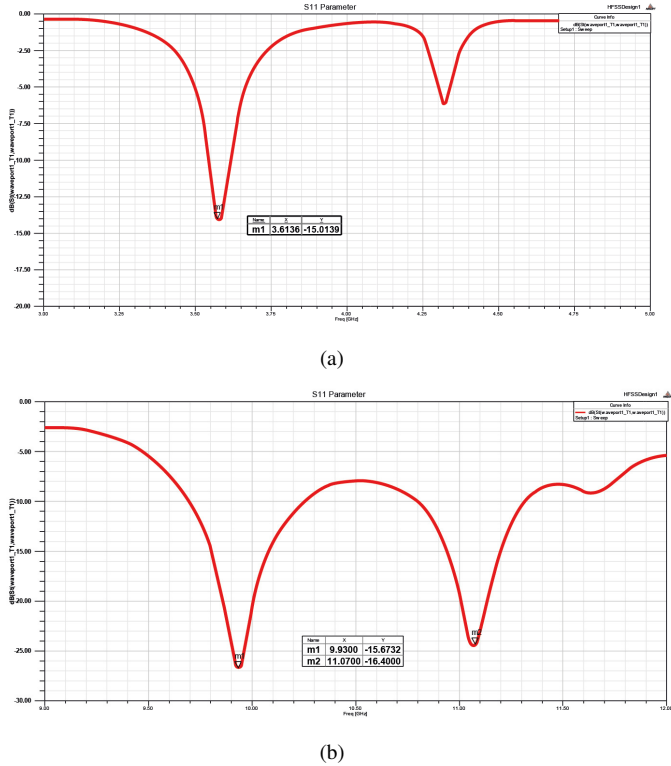 S11 Parameter
HFSSDesign1
Curve Info
dB(St(waveport1_T1,waveport1_T1))
Setup1 : Sweep
0.00
-2.50
-5.00
-7.50
-10.00
-12.50
-15.00
-17.50
-20.00
dB(St(waveport1_T1,waveport1_T1))
m1
Name X Y
m1 3.6136 -15.0139
3.00 3.25 3.50 3.75 4.00 4.25 4.50 4.75 5.00
Freq [GHz]
(a)
S11 Parameter
HFSSDesign1
Curve Info
dB(St(waveport1_T1,waveport1_T1))
Setup1 : Sweep
0.00
-5.00
-10.00
-15.00
-20.00
-25.00
-30.00
dB(St(waveport1_T1,waveport1_T1))
m1
m2
Name X Y
m1 9.9300 -15.6732
m2 11.0700 -16.4000
9.00 9.50 10.00 10.50 11.00 11.50 12.00
Freq [GHz]
(b)